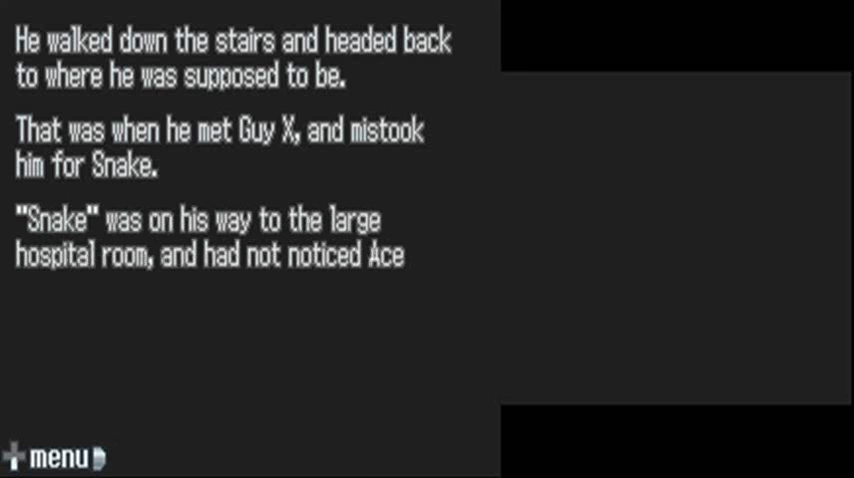 He walked down the stairs and headed back
to where he was supposed to be.
That was when he met Guy X, and mistook
him for Snake.
"Snake" was on his way to the large
hospital room, and had not noticed Ace
menu